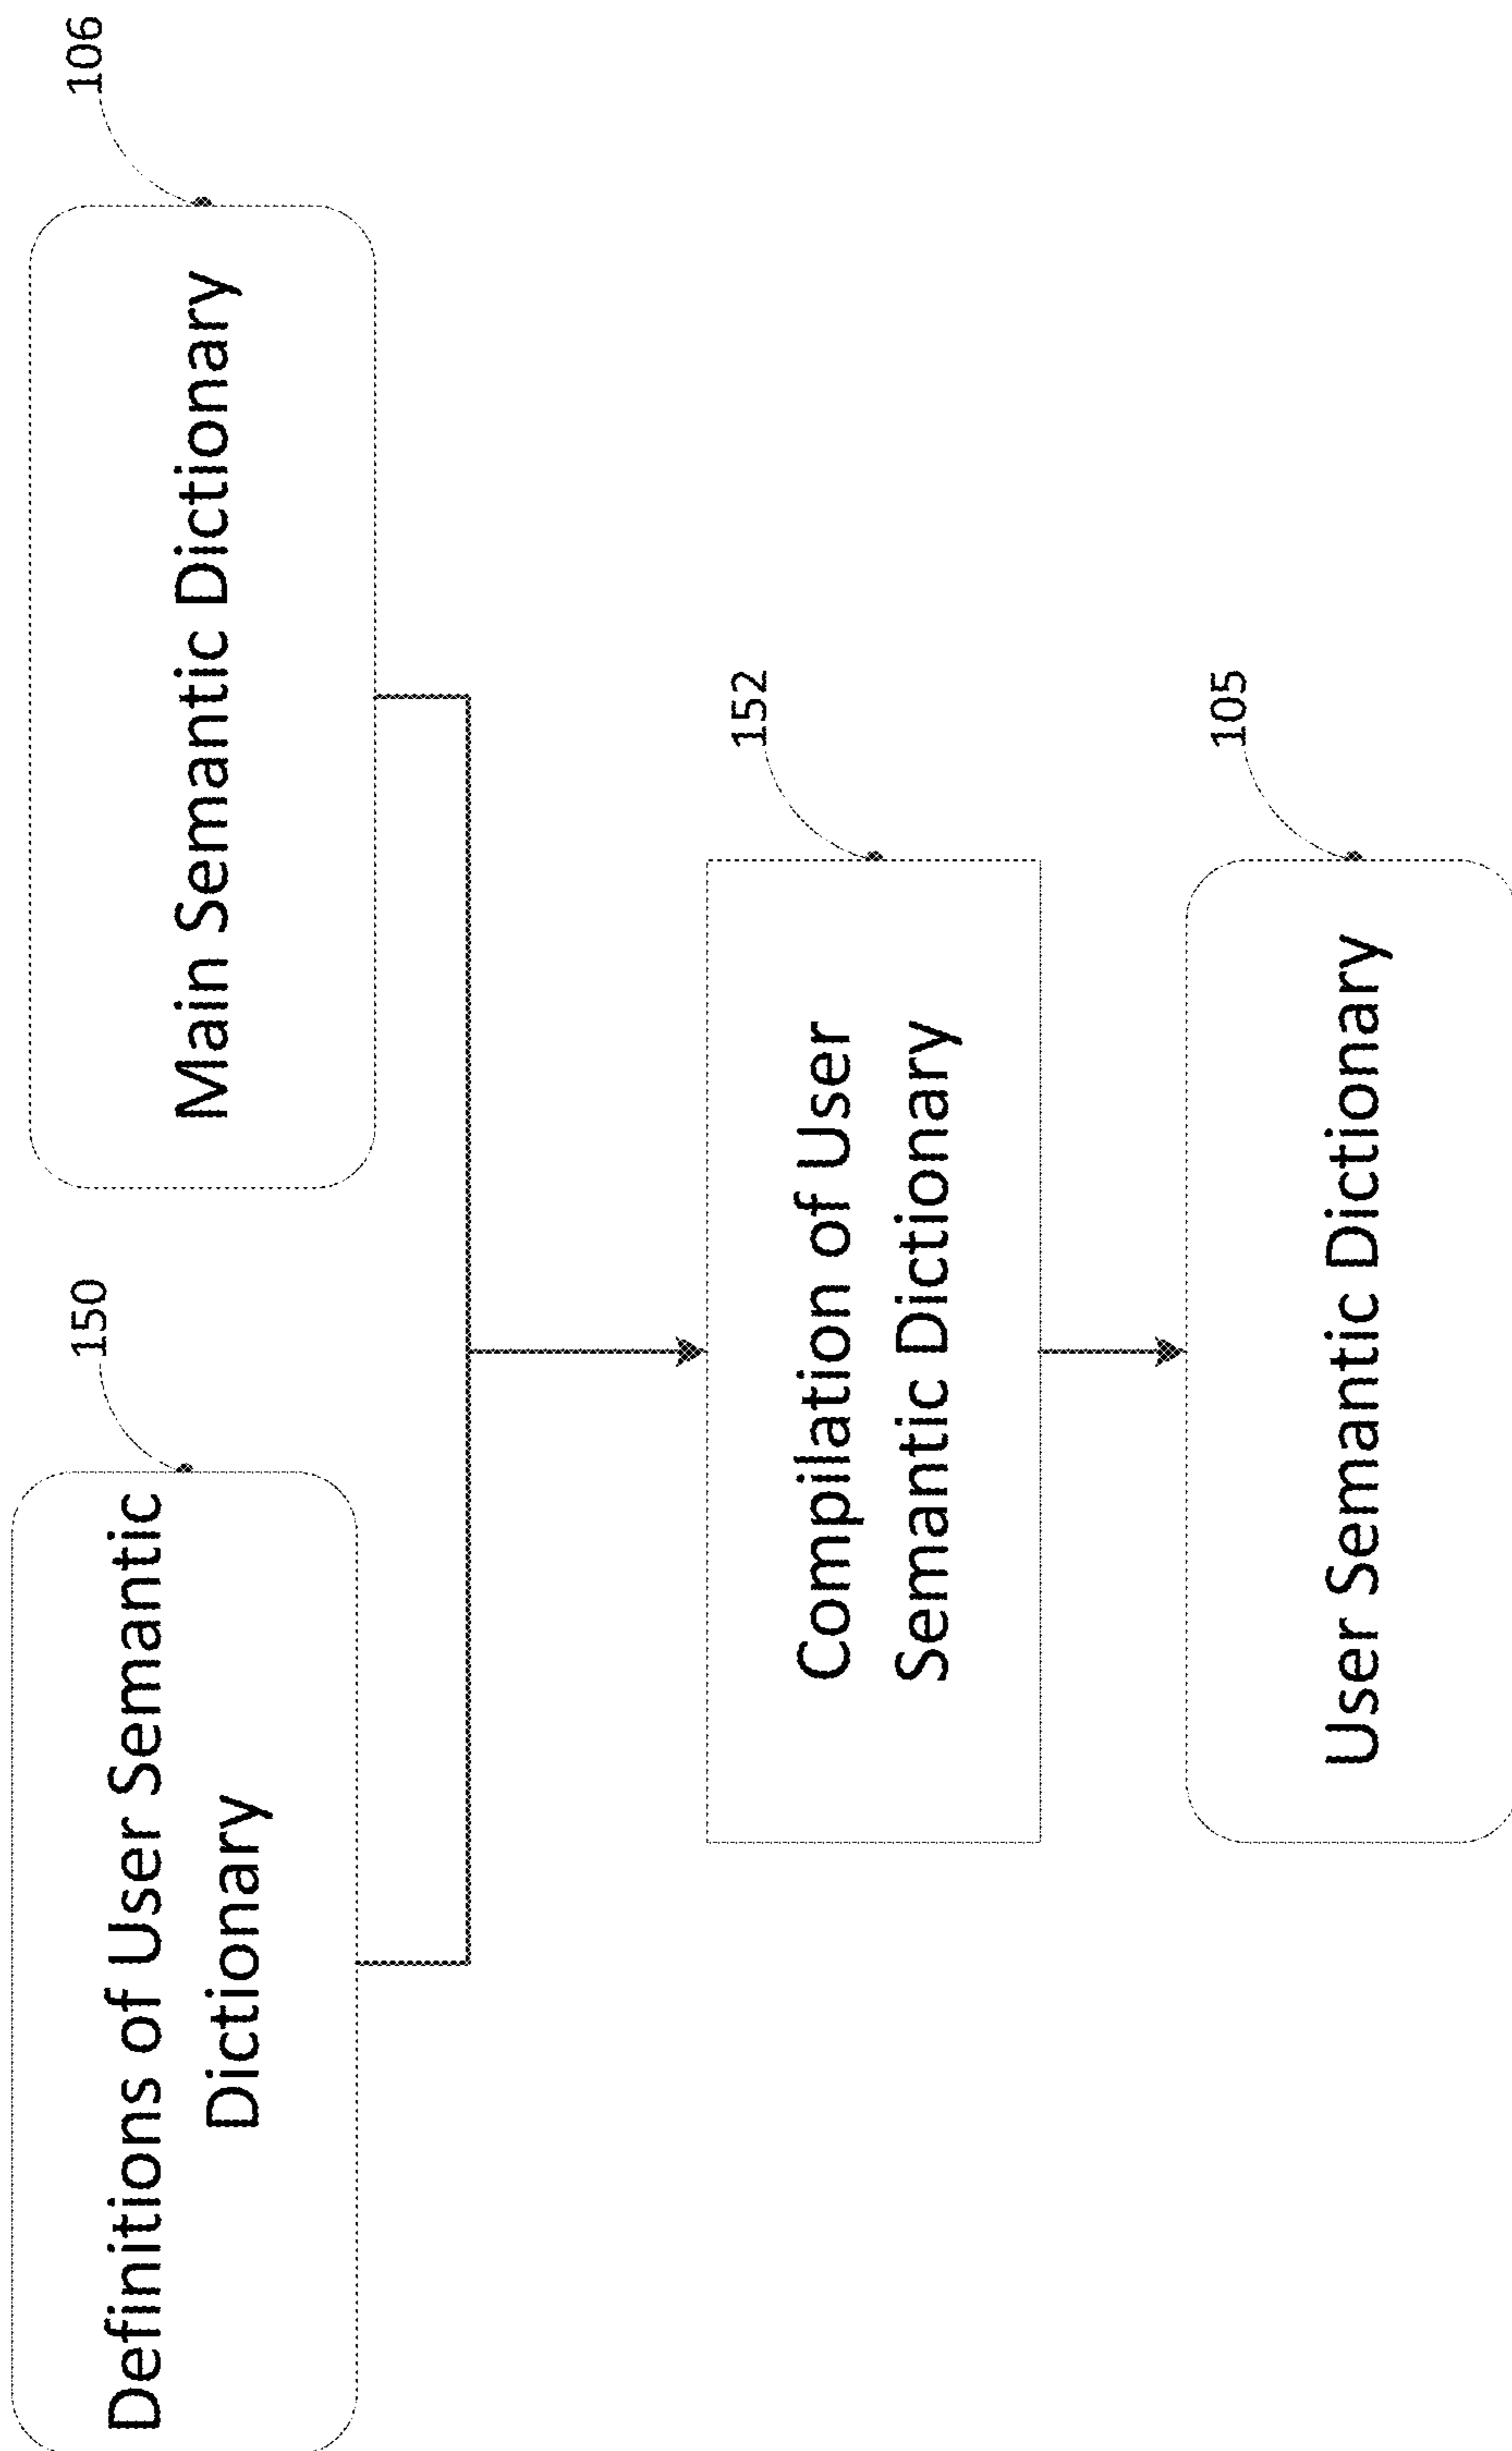 150
Definitions of User Semantic
Dictionary
106
Main Semantic Dictionary
152
Compilation of User
Semantic Dictionary
105
User Semantic Dictionary